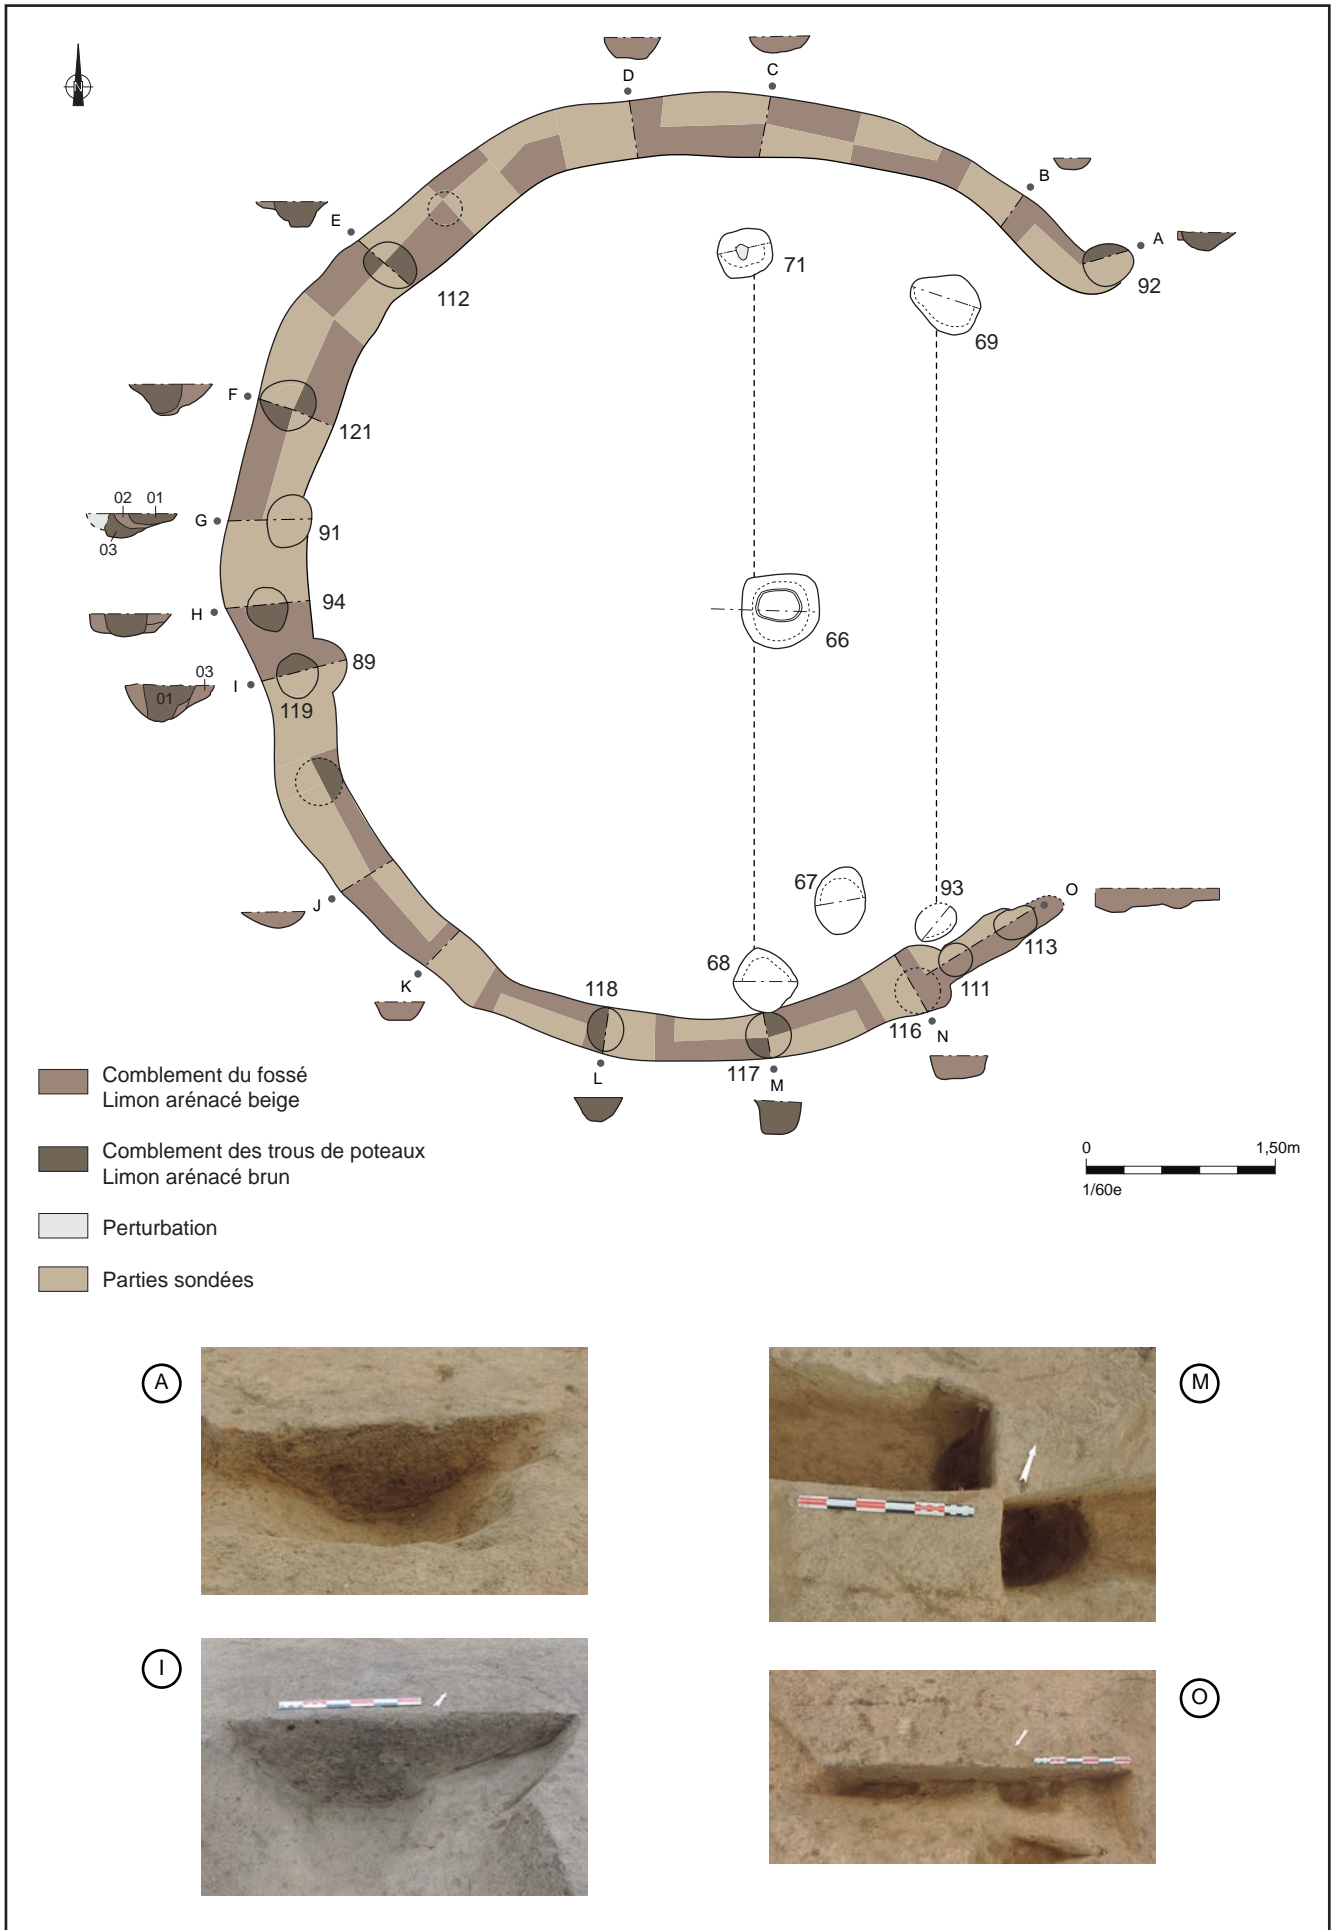 N
D
C
B
A
92
E
71
112
69
F
121
02 01
03
G
91
H
94
89
03
01
I
119
J
67
93
O
113
68
118
K
111
116
N
L
117
M
Comblement du fossé
Limon arénacé beige
Comblement des trous de poteaux
Limon arénacé brun
Perturbation
Parties sondées
66
0 1,50m
1/60e
A
M
I
O